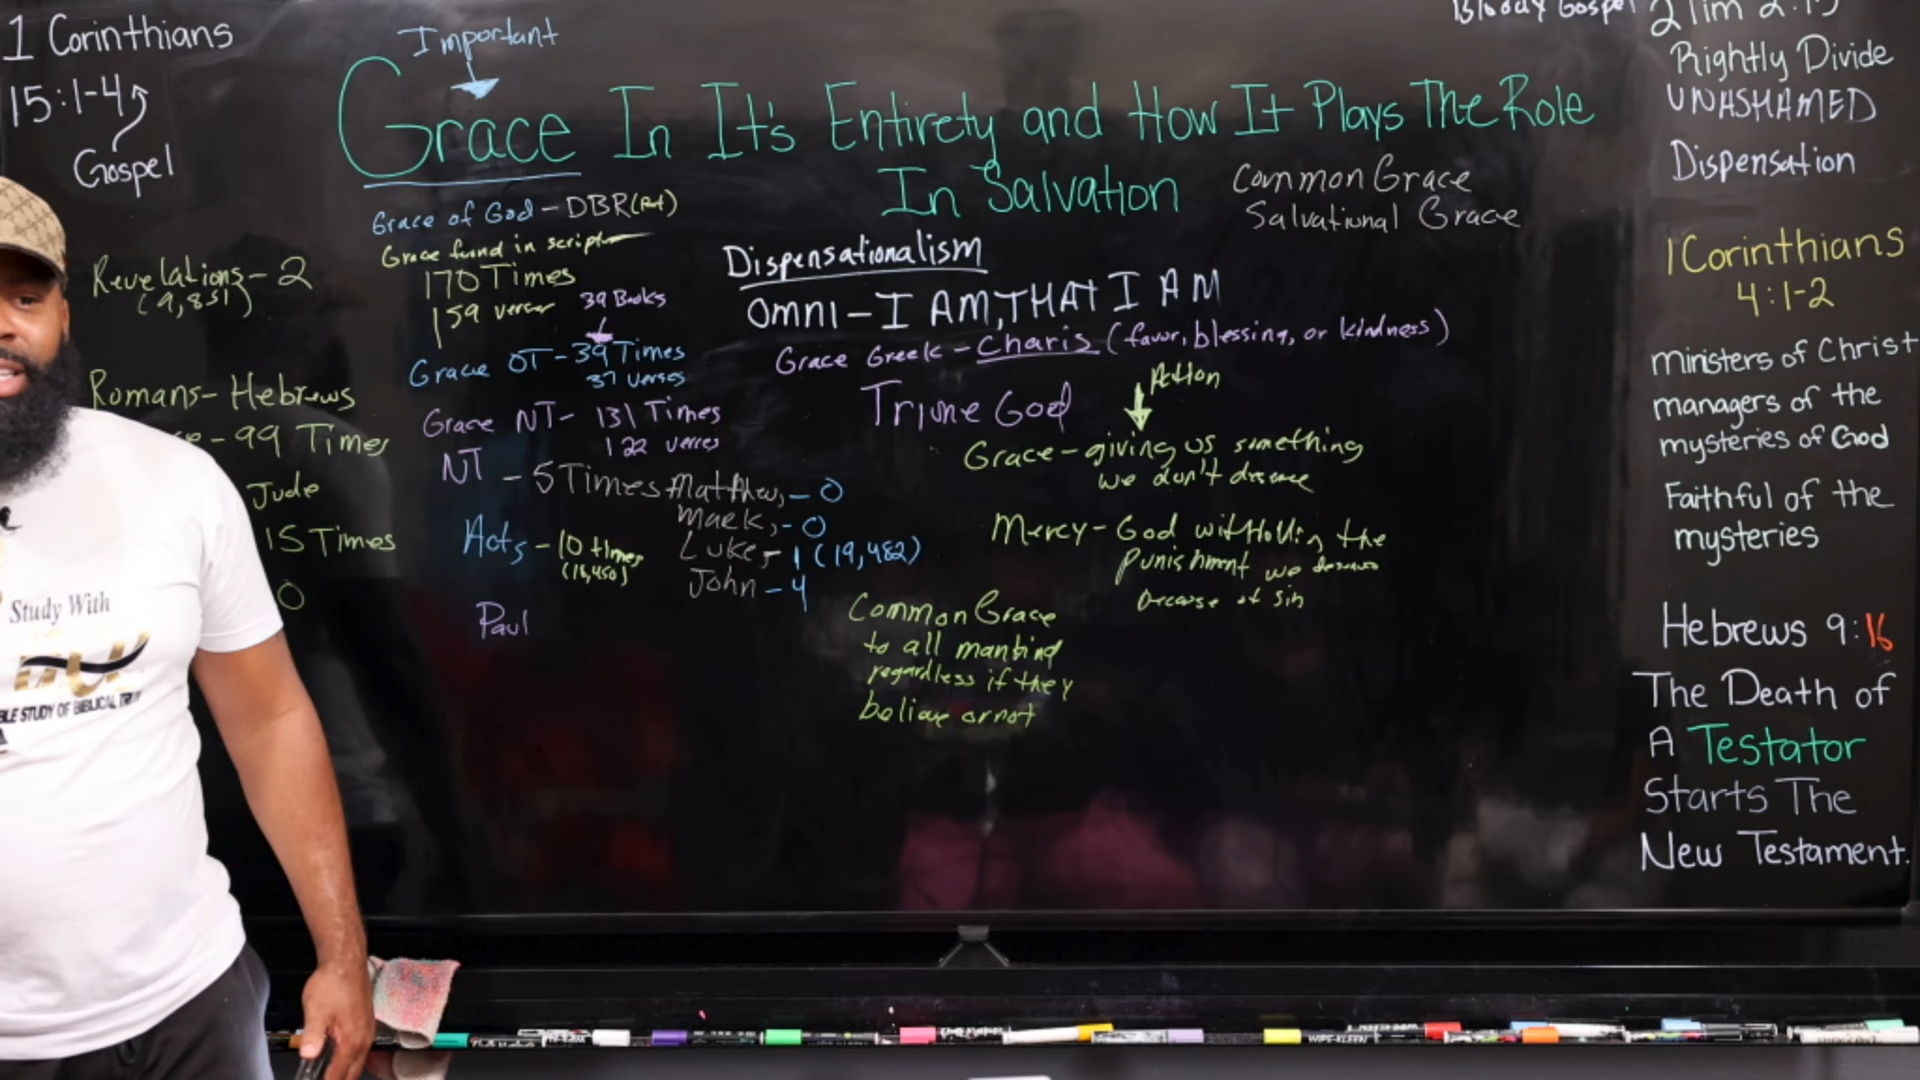 1 Corinthians
15:1-4
Gospel
Important
Grace In It's Entirety and How It Plays The Role
In Salvation
Common Grace
Salvational Grace
Grace of God - DBR
Grace found in
170 Times
159 verses
39 Books
Grace OT - 39 Times
37 verses
Grace NT - 131 Times
122 verses
NT - 5 Times Matthew, - 0
Mark, - 0
Luke, - 1 (19,482)
John - 4
Acts - 10 times
(18,450)
Paul
Revelations - 2
(9,851)
Romans - Hebrews
- 99 Times
Jude
15 Times
0
Dispensationalism
Omni - I AM, THAT I AM
Grace Greek - Charis (favor, blessing, or kindness)
Triune God
Action
Grace - giving us something
we don't
Mercy - God the
punishment we
of sin
Common Grace
to all mankind
regardless if they
or not
Bloody Gospel
2 Tim 2:15
Rightly Divide
UNASHAMED
Dispensation
1 Corinthians
4:1-2
ministers of Christ
managers of the
mysteries of God
Faithful of the
mysteries
Hebrews 9:16
The Death of
A Testator
Starts The
New Testament.
Study With
BLE STUDY OF BIBLICAL